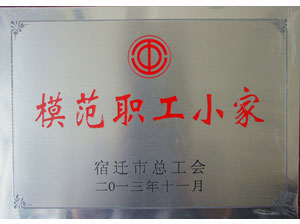 模范职工小家
宿迁市总工会
二〇一三年十一月